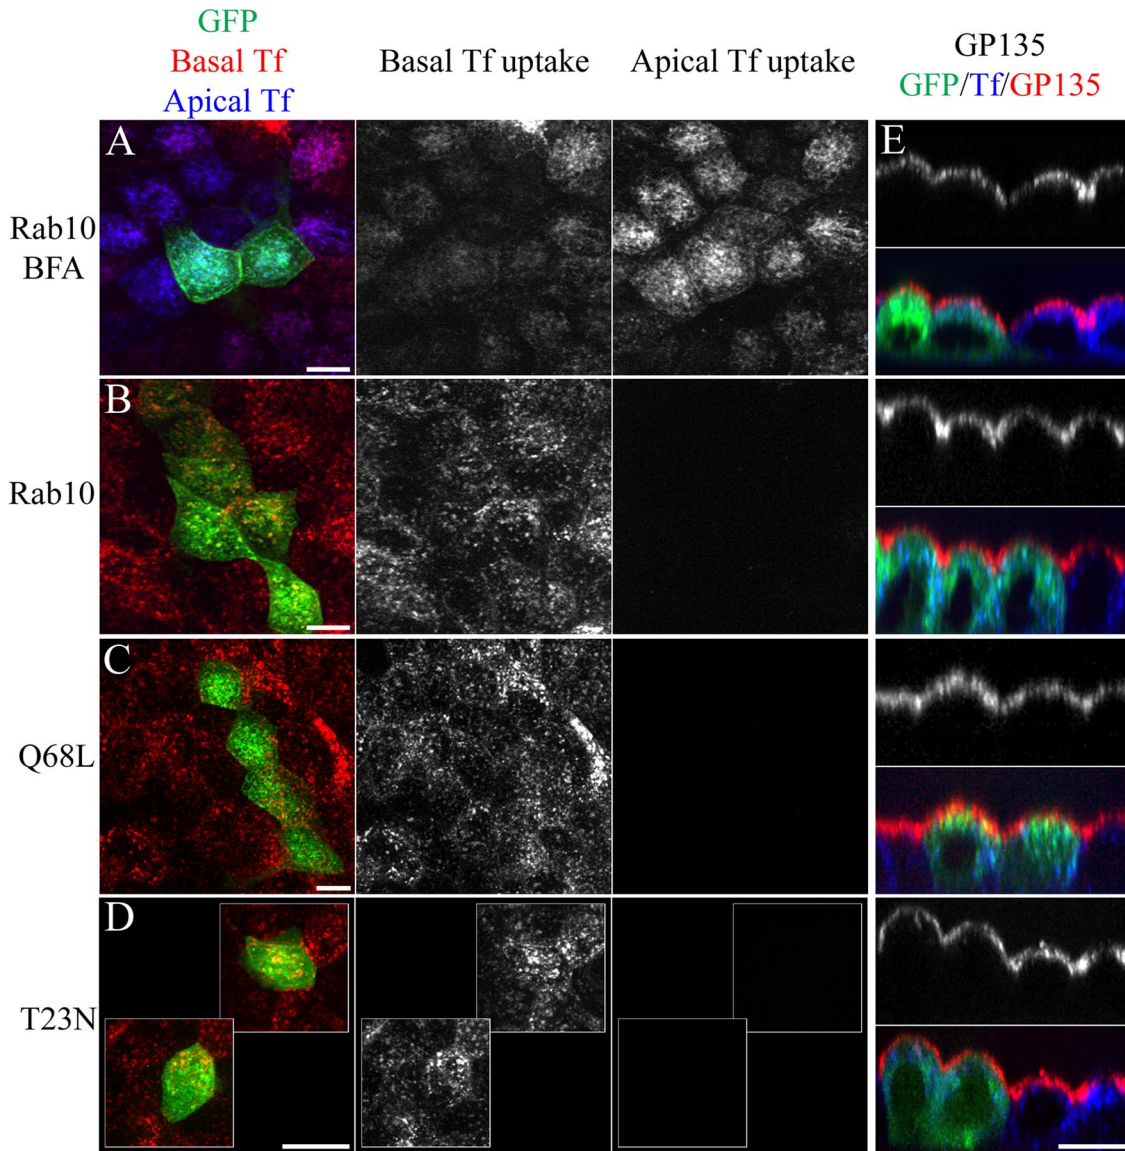 GFP
Basal Tf
Apical Tf
Basal Tf uptake
Apical Tf uptake
GP135
GFP/Tf/GP135
A
E
Rab10
BFA
B
Rab10
C
Q68L
D
T23N